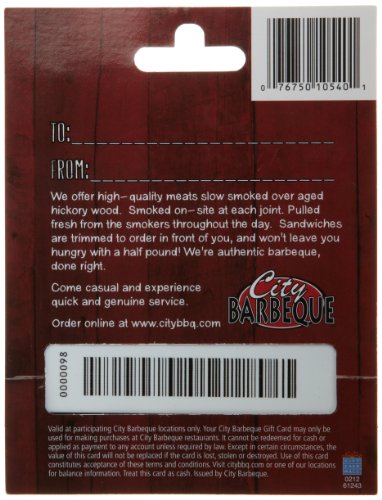 0 76750 10540 1
TO:
FROM:
We offer high-quality meats slow smoked over aged
hickory wood. Smoked on-site at each joint. Pulled
fresh from the smokers throughout the day. Sandwiches
are trimmed to order in front of you, and won't leave you
hungry with a half pound! We're authentic barbeque,
done right.
Come casual and experience
quick and genuine service.
Order online at www.citybbq.com
City
BARBEQUE
0000098
Valid at participating City Barbeque locations only. Your City Barbeque Gift Card may only be
used for making purchases at City Barbeque restaurants. It cannot be redeemed for cash or
applied as payment to any account unless required by law. Except in certain circumstances, the
value of this card will not be replaced if the card is lost, stolen or destroyed. Use of this card
constitutes acceptance of these terms and conditions. Visit citybbq.com or one of our locations
for balance information. Treat this card as cash. © 2012 City Barbeque, Inc.
0212
61243